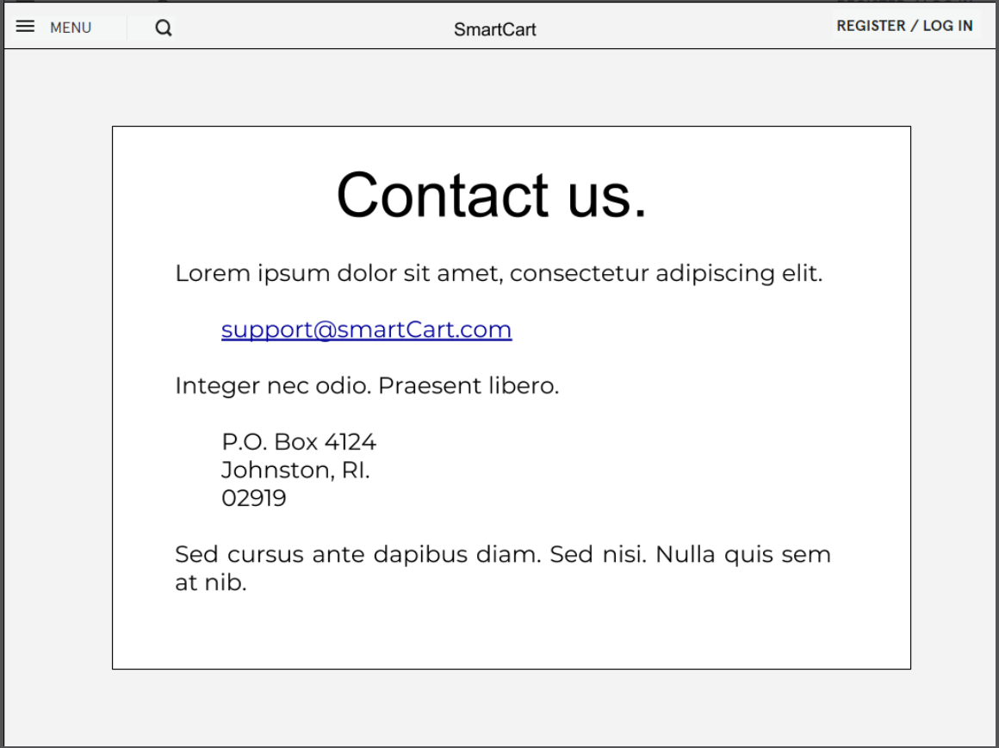 MENU
SmartCart
REGISTER / LOG IN
Contact us.
Lorem ipsum dolor sit amet, consectetur adipiscing elit.
support@smartCart.com
Integer nec odio. Praesent libero.
P.O. Box 4124
Johnston, RI.
02919
Sed cursus ante dapibus diam. Sed nisi. Nulla quis sem
at nib.